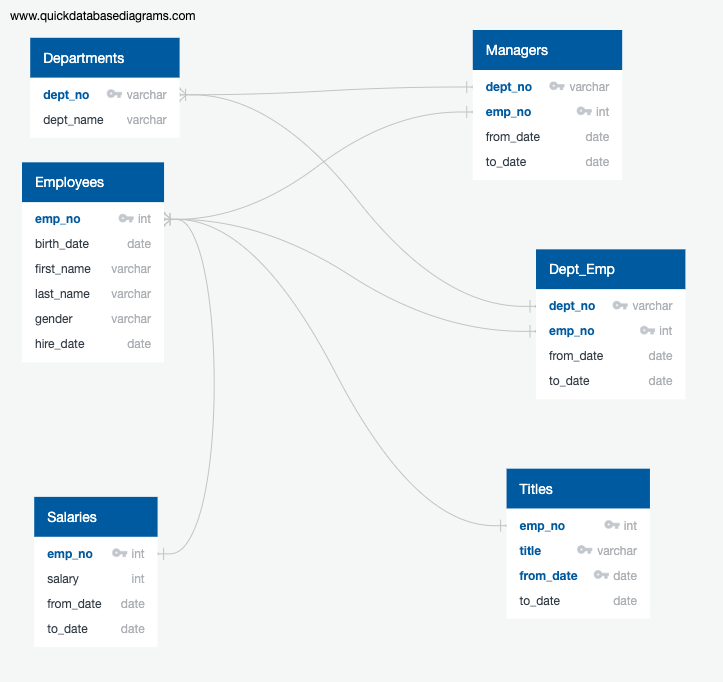 www.quickdatabasediagrams.com
Departments
dept_no varchar
dept_name varchar
Employees
emp_no int
birth_date date
first_name varchar
last_name varchar
gender varchar
hire_date date
Salaries
emp_no int
salary int
from_date date
to_date date
Managers
dept_no varchar
emp_no int
from_date date
to_date date
Dept_Emp
dept_no varchar
emp_no int
from_date date
to_date date
Titles
emp_no int
title varchar
from_date date
to_date date